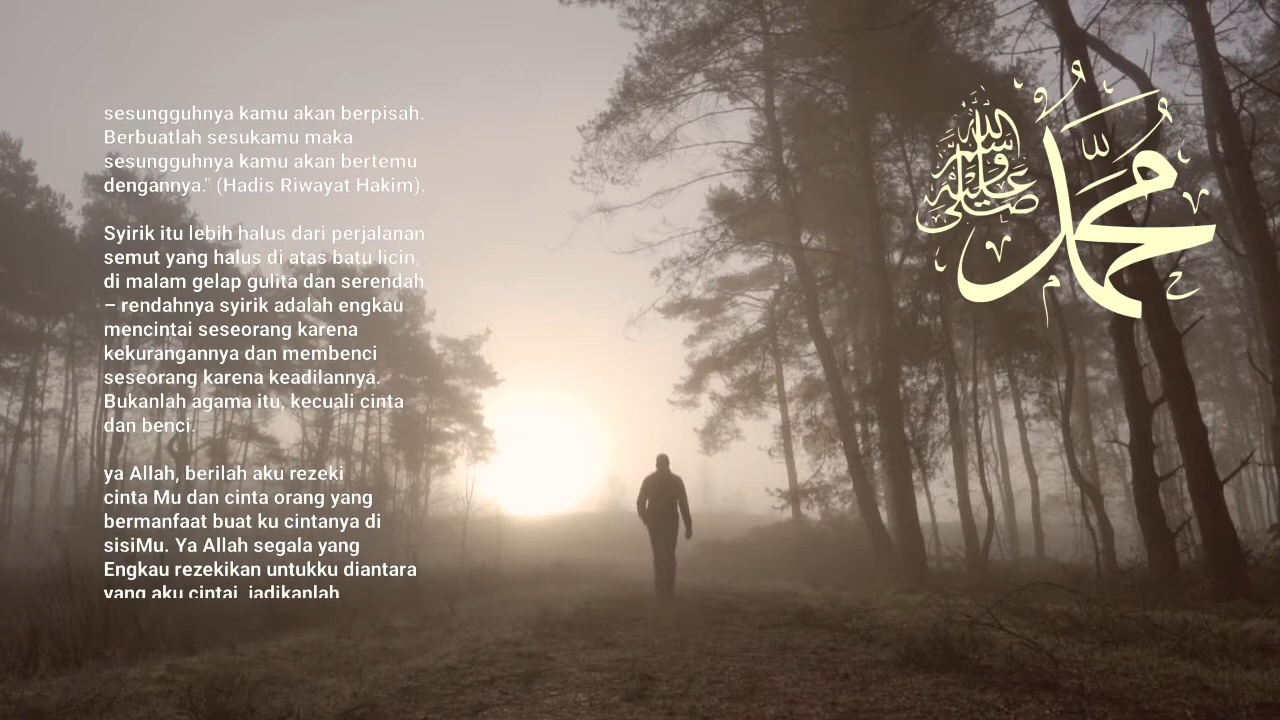 sesungguhnya kamu akan berpisah.
Berbuatlah sesukamu maka
sesungguhnya kamu akan bertemu
dengannya." (Hadis Riwayat Hakim).
Syirik itu lebih halus dari perjalanan
semut yang halus di atas batu licin,
di malam gelap gulita dan serendah
– rendahnya syirik adalah engkau
mencintai seseorang karena
kekurangannya dan membenci
seseorang karena keadilannya.
Bukanlah agama itu, kecuali cinta
dan benci.
ya Allah, berilah aku rezeki
cinta Mu dan cinta orang yang
bermanfaat buat ku cintanya di
sisiMu. Ya Allah segala yang
Engkau rezekikan untukku diantara
yang aku cintai, jadikanlah
محمد
صلى الله عليه وسلم